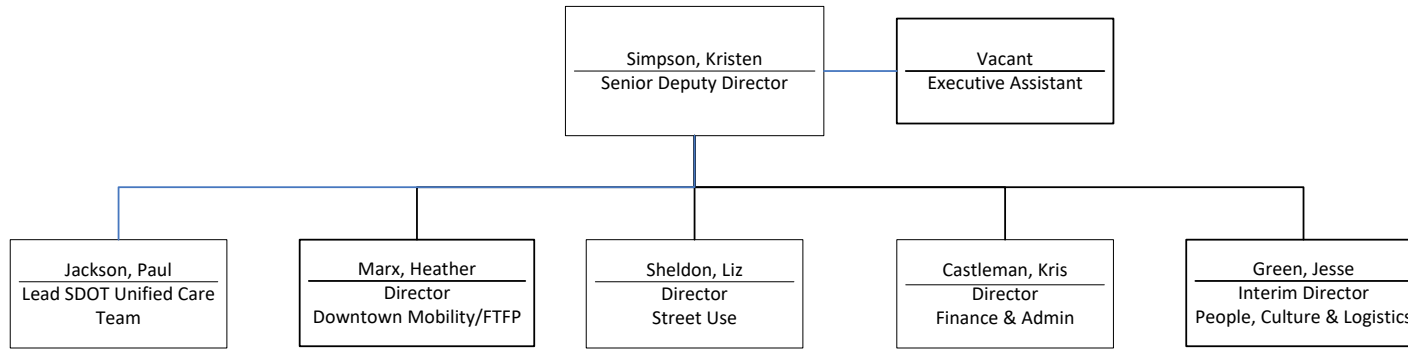 Simpson, Kristen
Senior Deputy Director
Vacant
Executive Assistant
Jackson, Paul
Lead SDOT Unified Care
Team
Marx, Heather
Director
Downtown Mobility/FTFP
Sheldon, Liz
Director
Street Use
Castleman, Kris
Director
Finance & Admin
Green, Jesse
Interim Director
People, Culture & Logistics